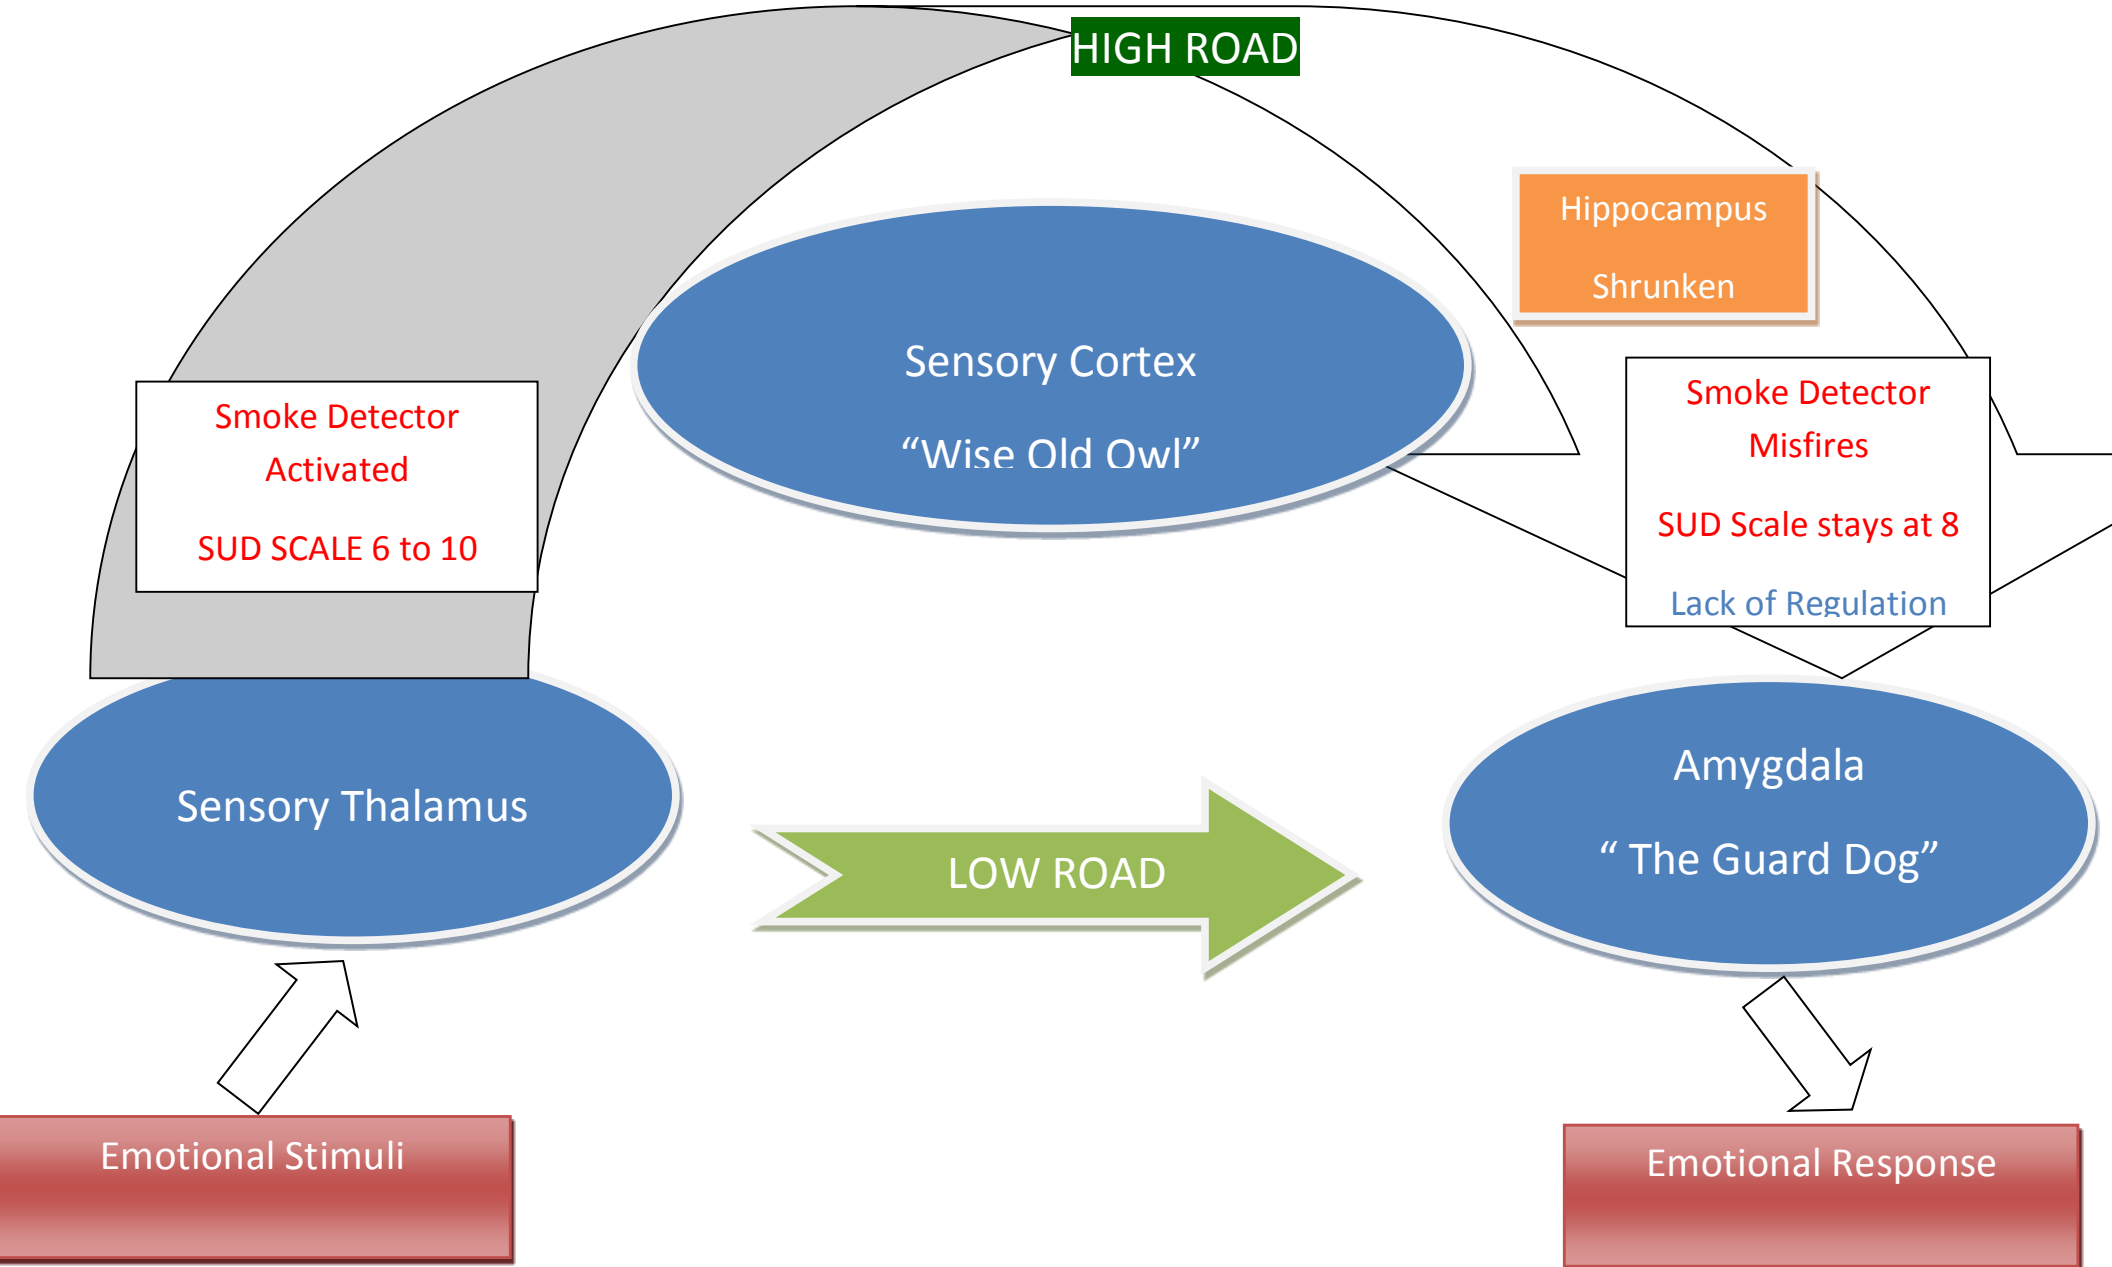 HIGH ROAD
Hippocampus
Shrunken
Sensory Cortex
“Wise Old Owl”
Smoke Detector
Activated
SUD SCALE 6 to 10
Smoke Detector
Misfires
SUD Scale stays at 8
Lack of Regulation
Sensory Thalamus
LOW ROAD
Amygdala
“ The Guard Dog”
Emotional Stimuli
Emotional Response